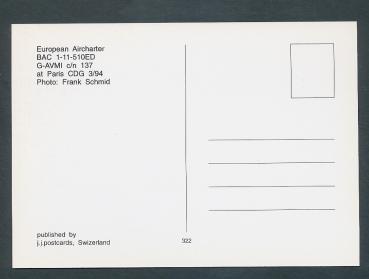 European Aircharter
BAC 1-11-510ED
G-AVMI c/n 137
at Paris CDG 3/94
Photo: Frank Schmid
published by
j.j.postcards, Swizerland
322